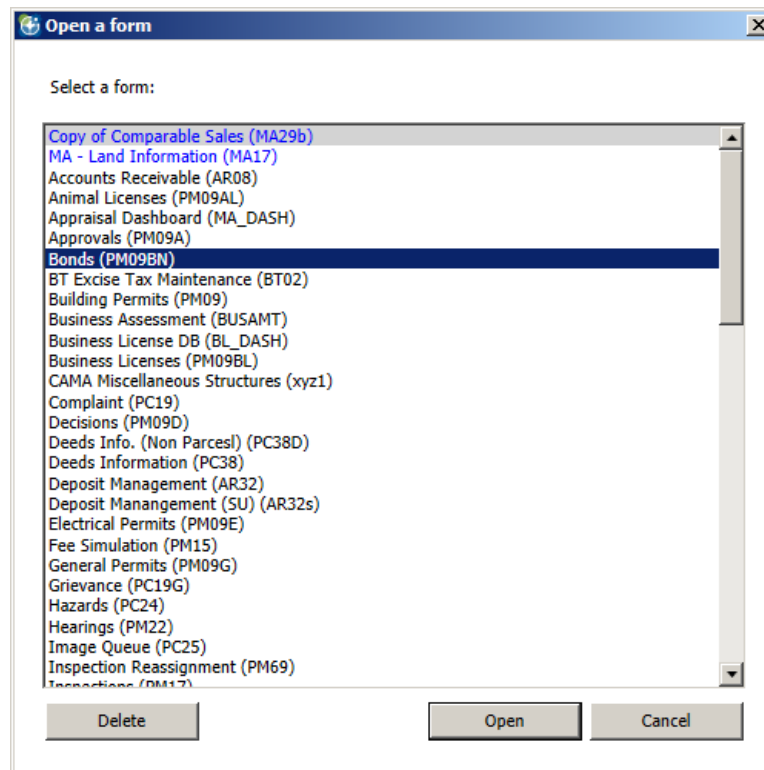 Open a form
Select a form:
Copy of Comparable Sales (MA29b)
MA - Land Information (MA17)
Accounts Receivable (AR08)
Animal Licenses (PM09AL)
Appraisal Dashboard (MA_DASH)
Approvals (PM09A)
Bonds (PM09BN)
BT Excise Tax Maintenance (BT02)
Building Permits (PM09)
Business Assessment (BUSAMT)
Business License DB (BL_DASH)
Business Licenses (PM09BL)
CAMA Miscellaneous Structures (xyz1)
Complaint (PC19)
Decisions (PM09D)
Deeds Info. (Non Parcesl) (PC38D)
Deeds Information (PC38)
Deposit Management (AR32)
Deposit Manangement (SU) (AR32s)
Electrical Permits (PM09E)
Fee Simulation (PM15)
General Permits (PM09G)
Grievance (PC19G)
Hazards (PC24)
Hearings (PM22)
Image Queue (PC25)
Inspection Reassignment (PM69)
Inspections (PM17)
Delete
Open
Cancel